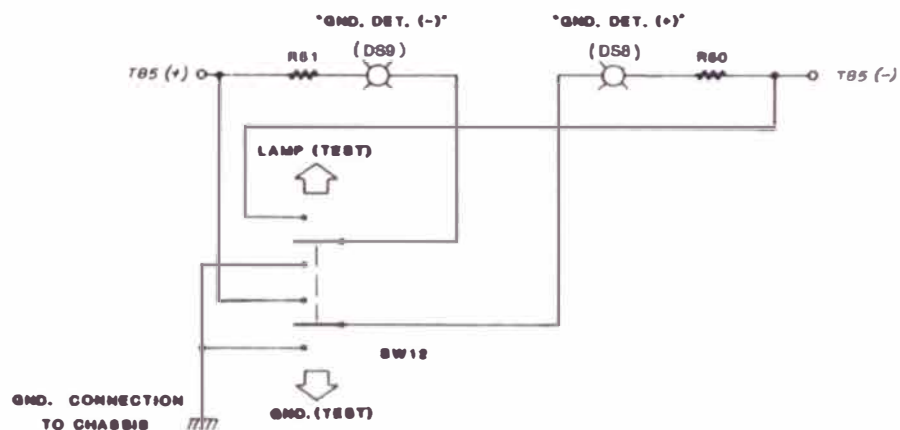 "GND. DET. (-)"
"GND. DET. (+)"
R61
(DS9)
(DS8)
R60
TB5 (+)
TB5 (-)
LAMP (TEST)
SW12
GND. CONNECTION
TO CHASSIS
GND. (TEST)